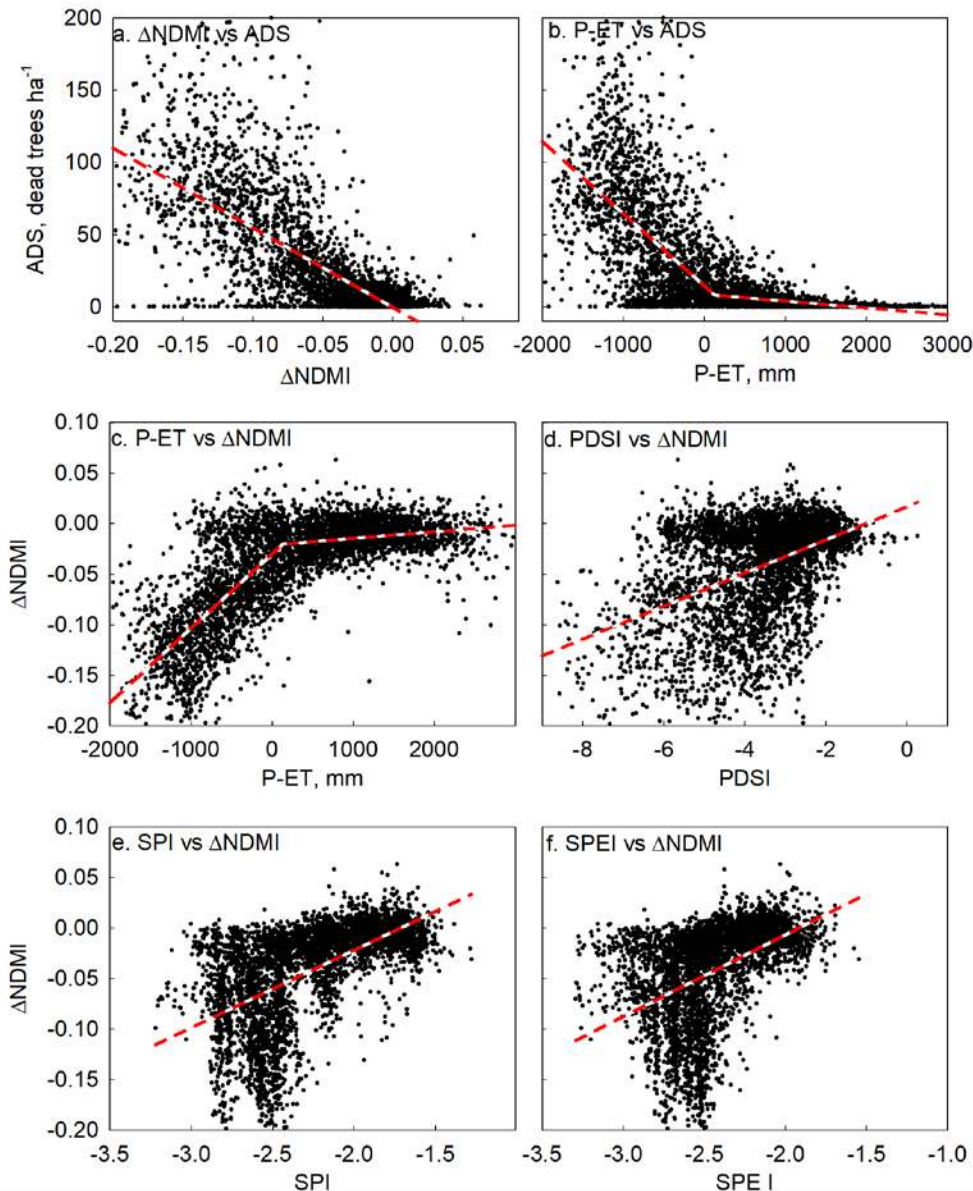 a. ΔNDMI vs ADS
b. P-ET vs ADS
ADS, dead trees ha-1
200
150
100
50
0
-0.20 -0.15 -0.10 -0.05 0.00 0.05
-2000 -1000 0 1000 2000 3000
ΔNDMI
P-ET, mm
c. P-ET vs ΔNDMI
d. PDSI vs ΔNDMI
ΔNDMI
0.10
0.05
0.00
-0.05
-0.10
-0.15
-0.20
-2000 -1000 0 1000 2000
-8 -6 -4 -2 0
P-ET, mm
PDSI
e. SPI vs ΔNDMI
f. SPEI vs ΔNDMI
ΔNDMI
0.10
0.05
0.00
-0.05
-0.10
-0.15
-0.20
-3.5 -3.0 -2.5 -2.0 -1.5
-3.5 -3.0 -2.5 -2.0 -1.5 -1.0
SPI
SPE I